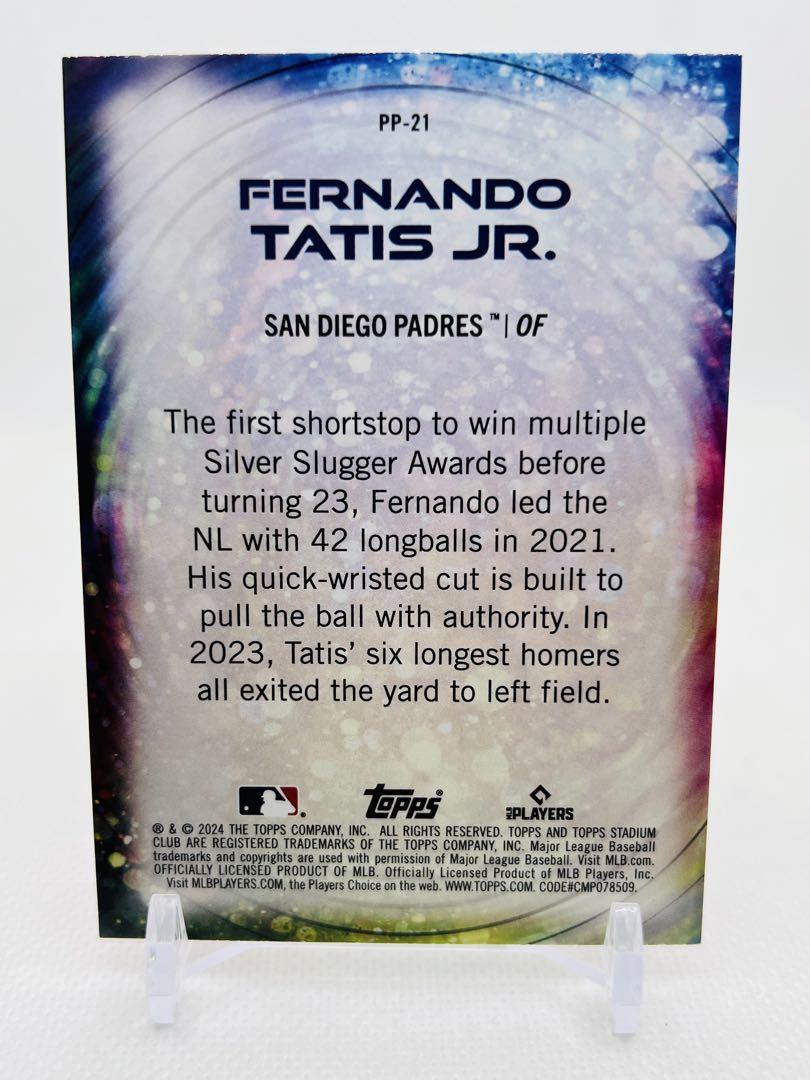 PP-21
FERNANDO
TATIS JR.
SAN DIEGO PADRES™ | OF
The first shortstop to win multiple
Silver Slugger Awards before
turning 23, Fernando led the
NL with 42 longballs in 2021.
His quick-wristed cut is built to
pull the ball with authority. In
2023, Tatis’ six longest homers
all exited the yard to left field.
topps® MLB PLAYERS
® & © 2024 THE TOPPS COMPANY, INC. ALL RIGHTS RESERVED. TOPPS AND TOPPS STADIUM
CLUB ARE REGISTERED TRADEMARKS OF THE TOPPS COMPANY, INC. Major League Baseball
trademarks and copyrights are used with permission of Major League Baseball. Visit MLB.com.
OFFICIALLY LICENSED PRODUCT OF MLB. Officially Licensed Product of MLB Players, Inc.
Visit MLBPLAYERS.COM, the Players Choice on the web. WWW.TOPPS.COM. CODE#CMP078509.